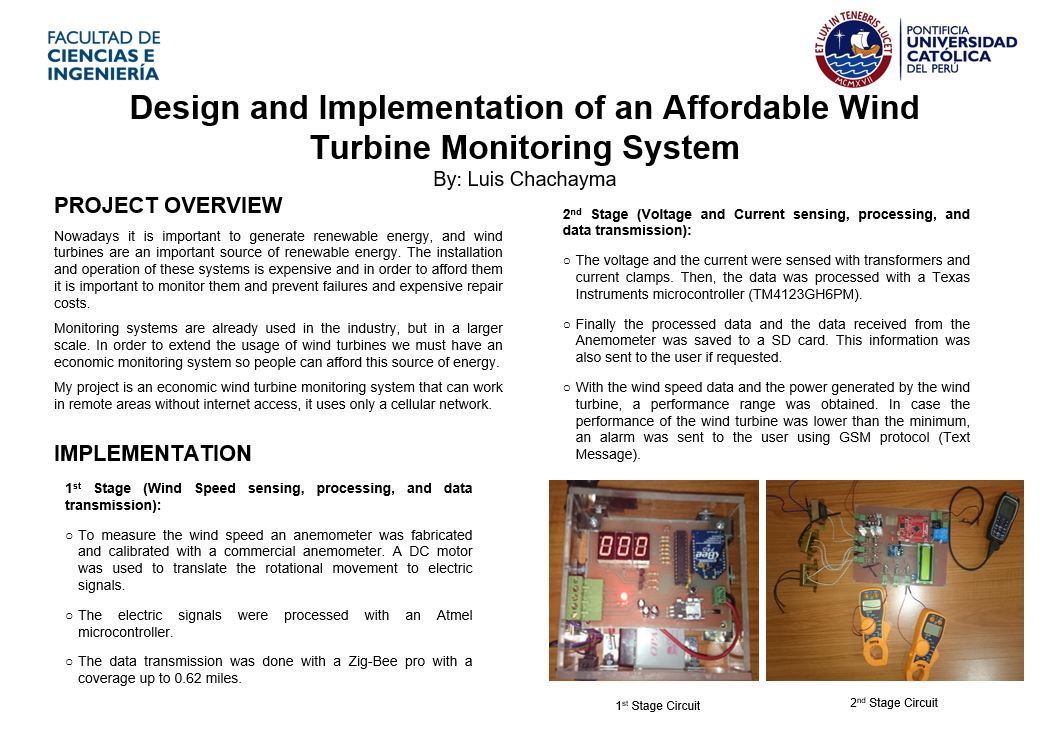 FACULTAD DE
CIENCIAS E
INGENIERÍA
ET LUX IN TENEBRIS LUCET
MCMXVII
PONTIFICIA
UNIVERSIDAD
CATÓLICA
DEL PERÚ
Design and Implementation of an Affordable Wind
Turbine Monitoring System
By: Luis Chachayma
PROJECT OVERVIEW
Nowadays it is important to generate renewable energy, and wind
turbines are an important source of renewable energy. The installation
and operation of these systems is expensive and in order to afford them
it is important to monitor them and prevent failures and expensive repair
costs.
Monitoring systems are already used in the industry, but in a larger
scale. In order to extend the usage of wind turbines we must have an
economic monitoring system so people can afford this source of energy.
My project is an economic wind turbine monitoring system that can work
in remote areas without internet access, it uses only a cellular network.
IMPLEMENTATION
1st Stage (Wind Speed sensing, processing, and data
transmission):
○ To measure the wind speed an anemometer was fabricated
and calibrated with a commercial anemometer. A DC motor
was used to translate the rotational movement to electric
signals.
○ The electric signals were processed with an Atmel
microcontroller.
○ The data transmission was done with a Zig-Bee pro with a
coverage up to 0.62 miles.
2nd Stage (Voltage and Current sensing, processing, and
data transmission):
○ The voltage and the current were sensed with transformers and
current clamps. Then, the data was processed with a Texas
Instruments microcontroller (TM4123GH6PM).
○ Finally the processed data and the data received from the
Anemometer was saved to a SD card. This information was
also sent to the user if requested.
○ With the wind speed data and the power generated by the wind
turbine, a performance range was obtained. In case the
performance of the wind turbine was lower than the minimum,
an alarm was sent to the user using GSM protocol (Text
Message).
000
1st Stage Circuit
2nd Stage Circuit